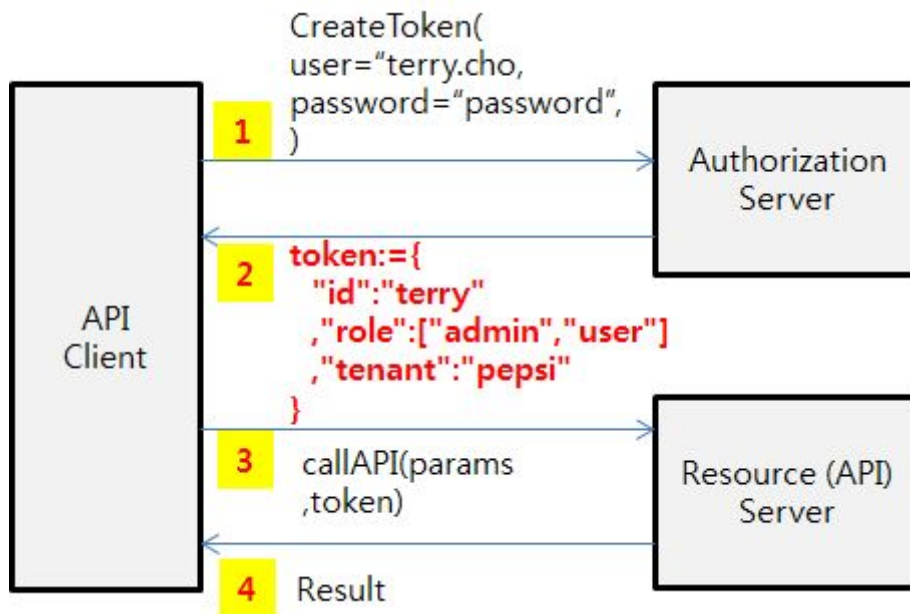 CreateToken(
user=“terry.cho,
password=“password”,
)
1
Authorization
Server
2
token:={
"id":"terry"
,"role":["admin","user"]
,"tenant":"pepsi"
}
API
Client
3
callAPI(params
,token)
Resource (API)
Server
4
Result